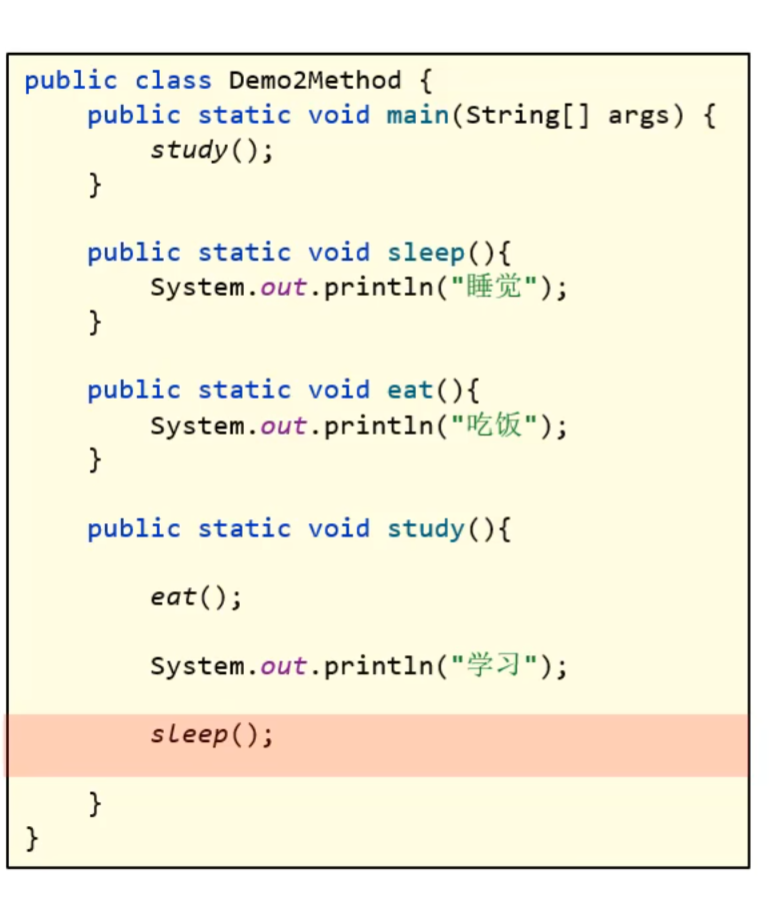 public class Demo2Method {
    public static void main(String[] args) {
        study();
    }

    public static void sleep(){
        System.out.println("睡觉");
    }

    public static void eat(){
        System.out.println("吃饭");
    }

    public static void study(){

        eat();

        System.out.println("学习");

        sleep();

    }
}